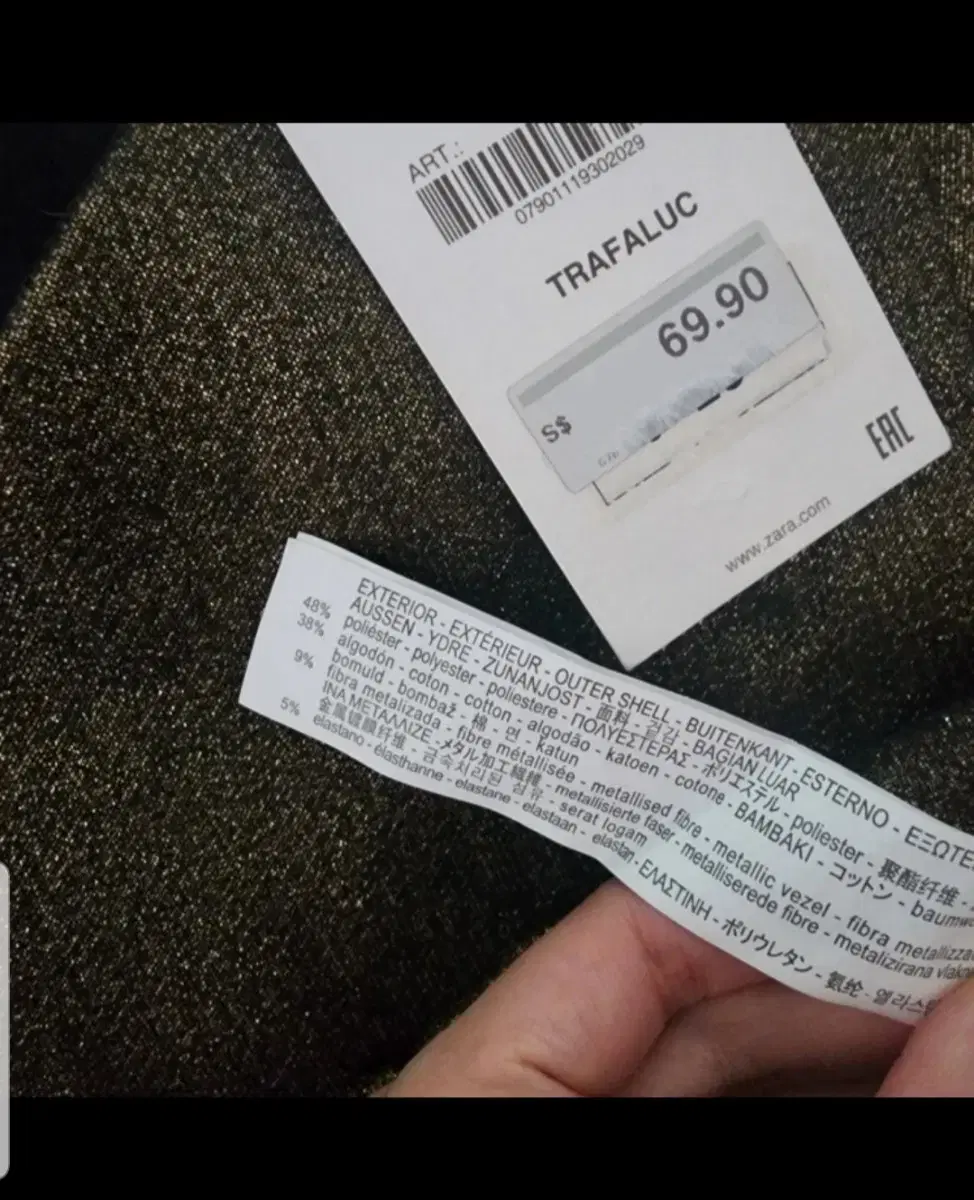 ART.:
07901119302029
TRAFALUC
69.90
S$
EAC
www.zara.com
EXTERIOR - EXTÉRIEUR - OUTER SHELL - BUITENKANT - ESTERNO - ΕΞΩΤΕ
AUSSEN - YDRE - ZUNANJOST - 面料 - 겉감 - BAGIAN LUAR
48% poliéster - polyester - poliestere - ΠΟΛΥΕΣΤΕΡΑΣ - ポリエステル - poliester - 聚酯纤维 -
38% algodón - coton - cotton - algodão - katoen - cotone - ΒΑΜΒΑΚΙ - コットン - baumw
bomuld - bombaž - 棉 - 면 - katun
9% fibra metalizada - fibre métallisée - metallised fibre - metallic vezel - fibra metallizza
ΙΝΑ ΜΕΤΑΛΛΙΖΕ - メタル加工繊維 - metallisierte faser - metalliserede fibre - metalizirana vlakn
金属镀膜纤维 - 금속처리된 섬유 - serat logam
5% elastano - élasthanne - elastane - elastaan - elastan - ΕΛΑΣΤΙΝΗ - ポリウレタン - 氨纶 - 엘라스